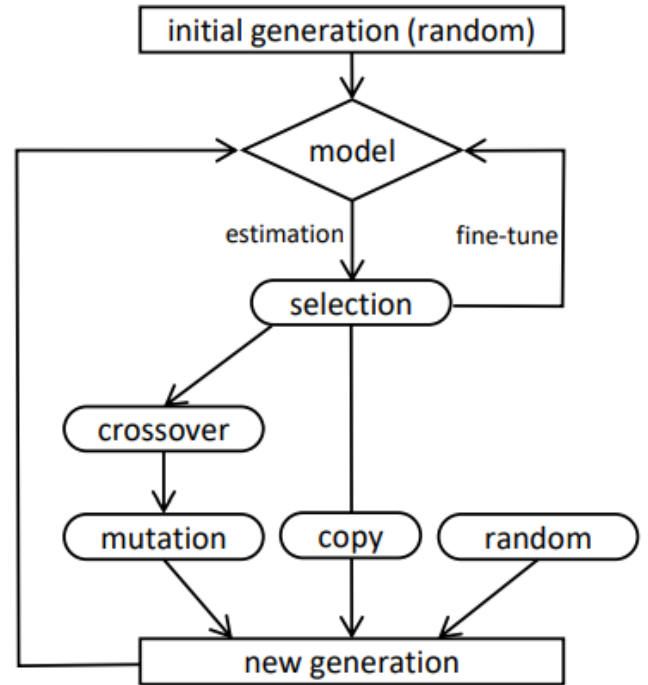 initial generation (random)
model
estimation
fine-tune
selection
crossover
mutation
copy
random
new generation